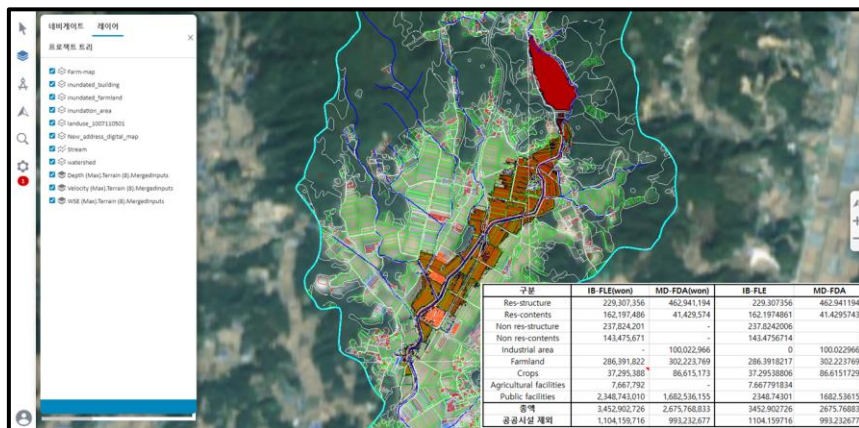 네비게이트 레이어
프로젝트 트리
Farm-map
inundated_building
inundated_farmland
inundation_area
landuse_1007110501
New_address_digital_map
Stream
watershed
Depth (Max).Terrain (8).MergedInputs
Velocity (Max).Terrain (8).MergedInputs
WSE (Max).Terrain (8).MergedInputs
1
구분 IB-FLE(won) MD-FDA(won) IB-FLE MD-FDA
Res-structure 229,307,356 462,941,194 229.307356 462.941194
Res-contents 162,197,486 41,429,574 162.1974861 41.4295743
Non res-structure 237,824,201 - 237.8242006
Non res-contents 143,475,671 - 143.4756714
Industrial area - 100,022,966 0 100.022966
Farmland 286,391,822 302,223,769 286.3918217 302.223769
Crops 37,295,388 86,615,173 37.29538806 86.6151729
Agricultural facilities 7,667,792 - 7.667791834
Public facilities 2,348,743,010 1,682,536,155 2348.74301 1682.53615
총액 3,452,902,726 2,675,768,833 3452.902726 2675.76883
공공시설 제외 1,104,159,716 993,232,677 1104.159716 993.232677